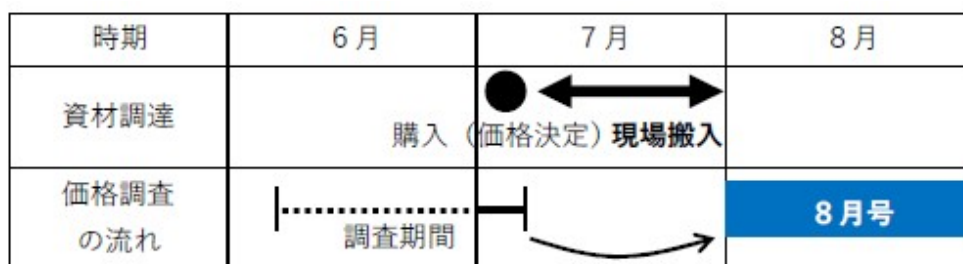 時期
6月
7月
8月
資材調達
購入（価格決定）現場搬入
価格調査
の流れ
調査期間
8月号